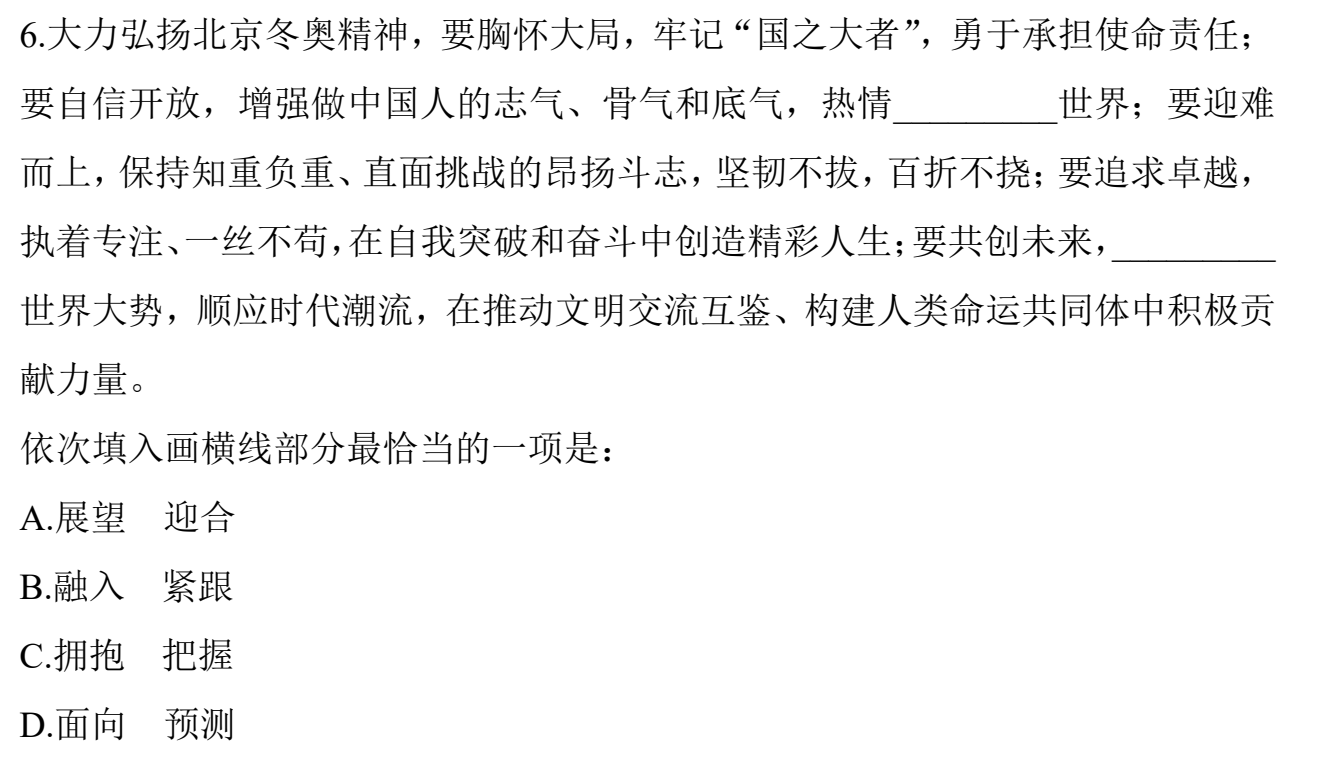 6.大力弘扬北京冬奥精神，要胸怀大局，牢记“国之大者”，勇于承担使命责任；
要自信开放，增强做中国人的志气、骨气和底气，热情_________世界；要迎难
而上，保持知重负重、直面挑战的昂扬斗志，坚韧不拔，百折不挠；要追求卓越，
执着专注、一丝不苟，在自我突破和奋斗中创造精彩人生；要共创未来，_________
世界大势，顺应时代潮流，在推动文明交流互鉴、构建人类命运共同体中积极贡
献力量。
依次填入画横线部分最恰当的一项是：
A.展望 迎合
B.融入 紧跟
C.拥抱 把握
D.面向 预测